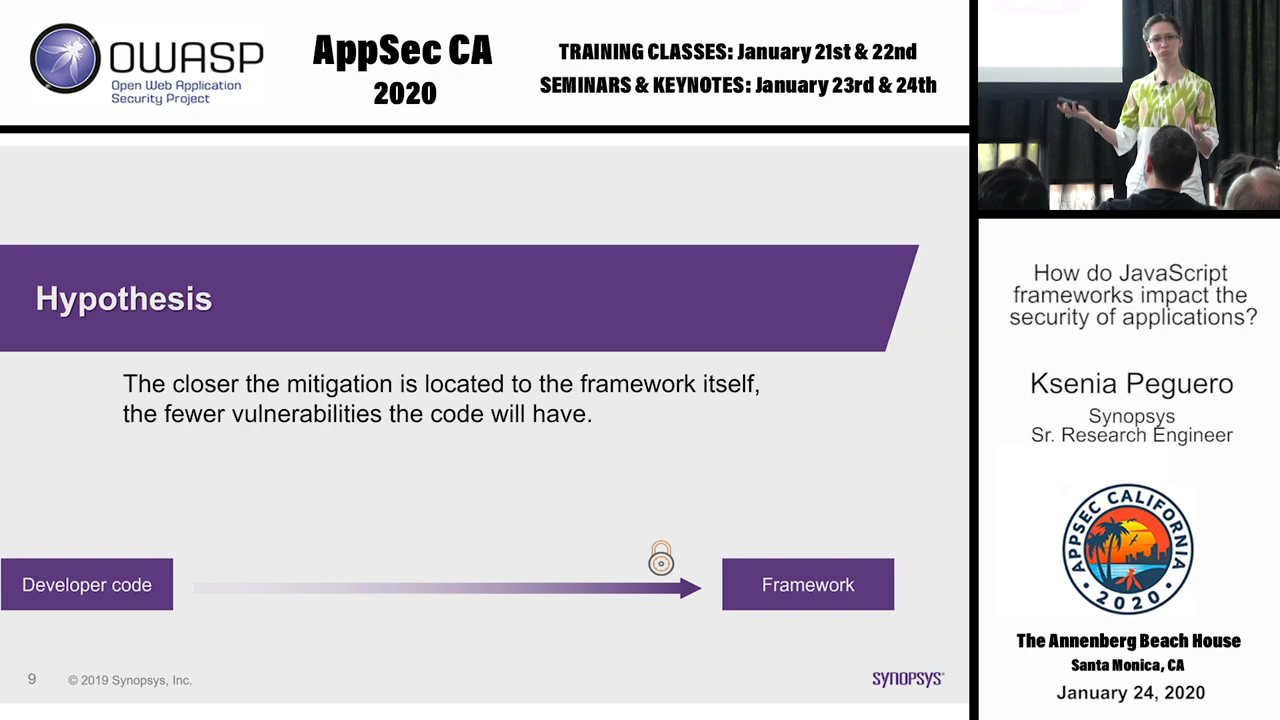 OWASP
Open Web Application
Security Project
AppSec CA
2020
TRAINING CLASSES: January 21st & 22nd
SEMINARS & KEYNOTES: January 23rd & 24th
Hypothesis
The closer the mitigation is located to the framework itself,
the fewer vulnerabilities the code will have.
Developer code
Framework
9
© 2019 Synopsys, Inc.
SYNOPSYS®
How do JavaScript
frameworks impact the
security of applications?
Ksenia Peguero
Synopsys
Sr. Research Engineer
APPSEC CALIFORNIA
• 2020 •
The Annenberg Beach House
Santa Monica, CA
January 24, 2020